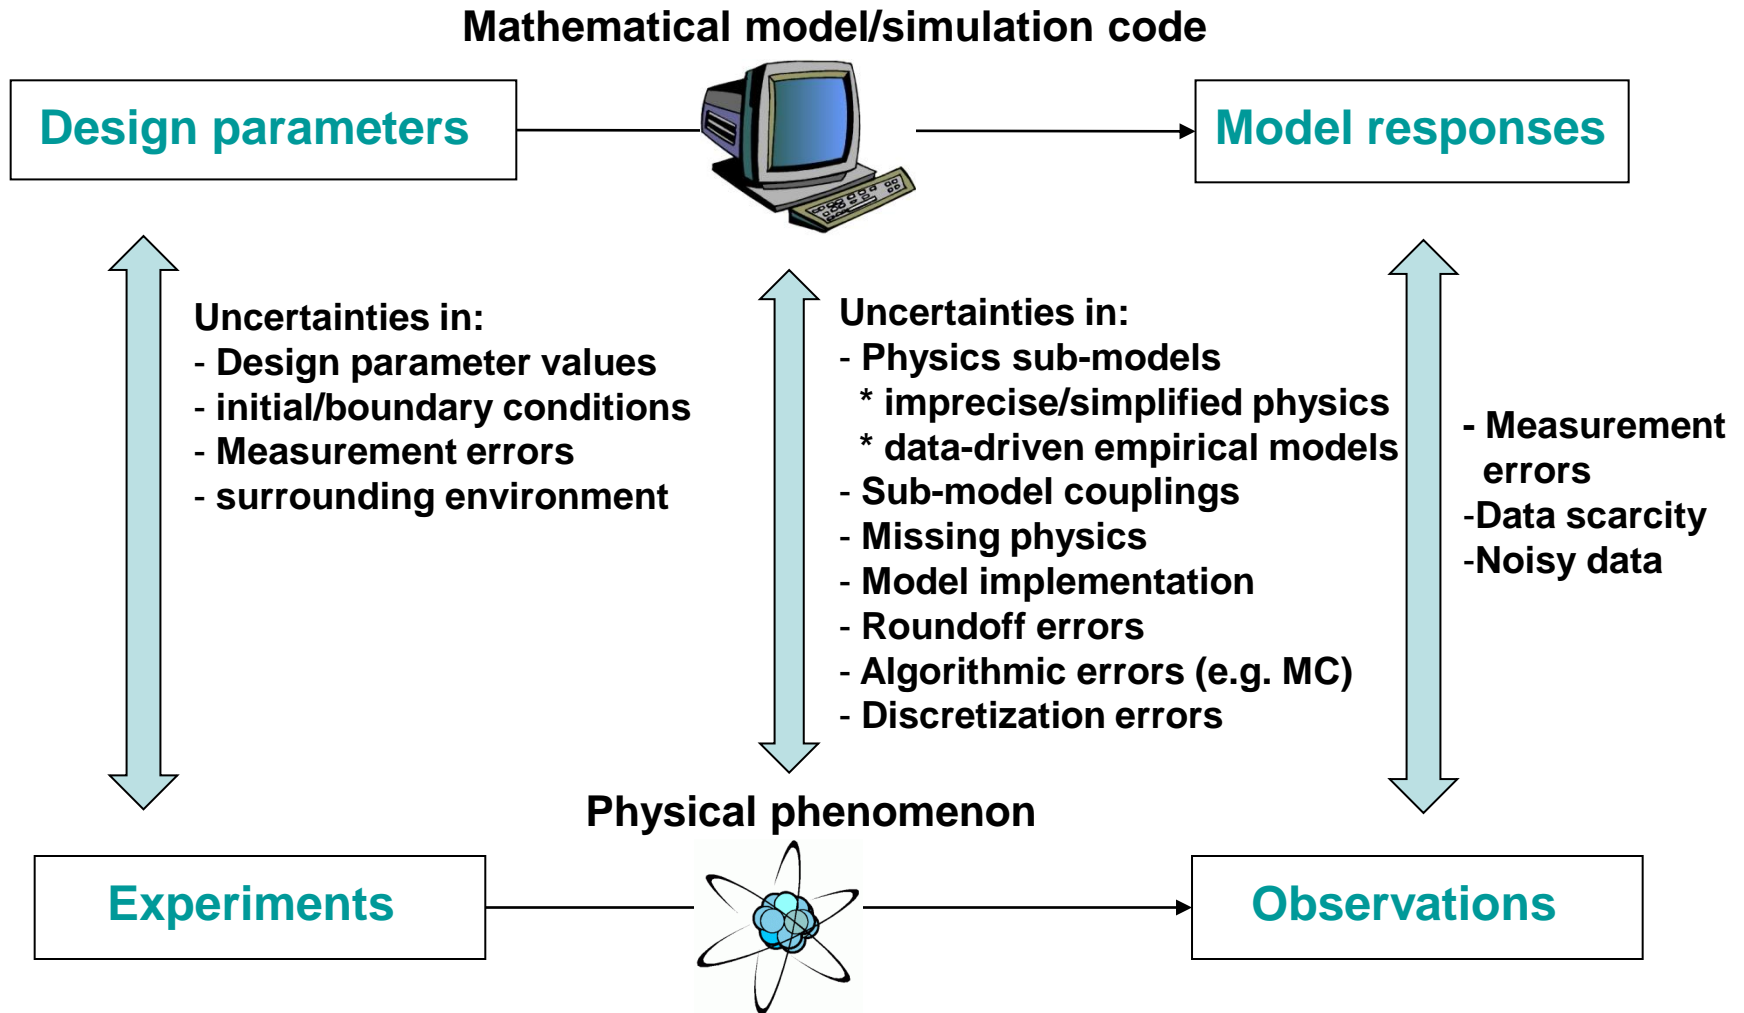 Mathematical model/simulation code
Design parameters
Model responses
Uncertainties in:
- Design parameter values
- initial/boundary conditions
- Measurement errors
- surrounding environment
Uncertainties in:
- Physics sub-models
* imprecise/simplified physics
* data-driven empirical models
- Sub-model couplings
- Missing physics
- Model implementation
- Roundoff errors
- Algorithmic errors (e.g. MC)
- Discretization errors
- Measurement
errors
-Data scarcity
-Noisy data
Physical phenomenon
Experiments
Observations